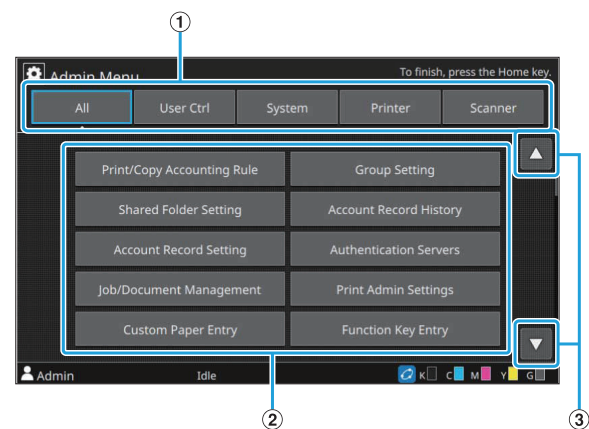 ①
Admin Menu To finish, press the Home key.
All User Ctrl System Printer Scanner
Print/Copy Accounting Rule Group Setting
Shared Folder Setting Account Record History
Account Record Setting Authentication Servers
Job/Document Management Print Admin Settings
Custom Paper Entry Function Key Entry
Admin Idle K C M Y G
② ③